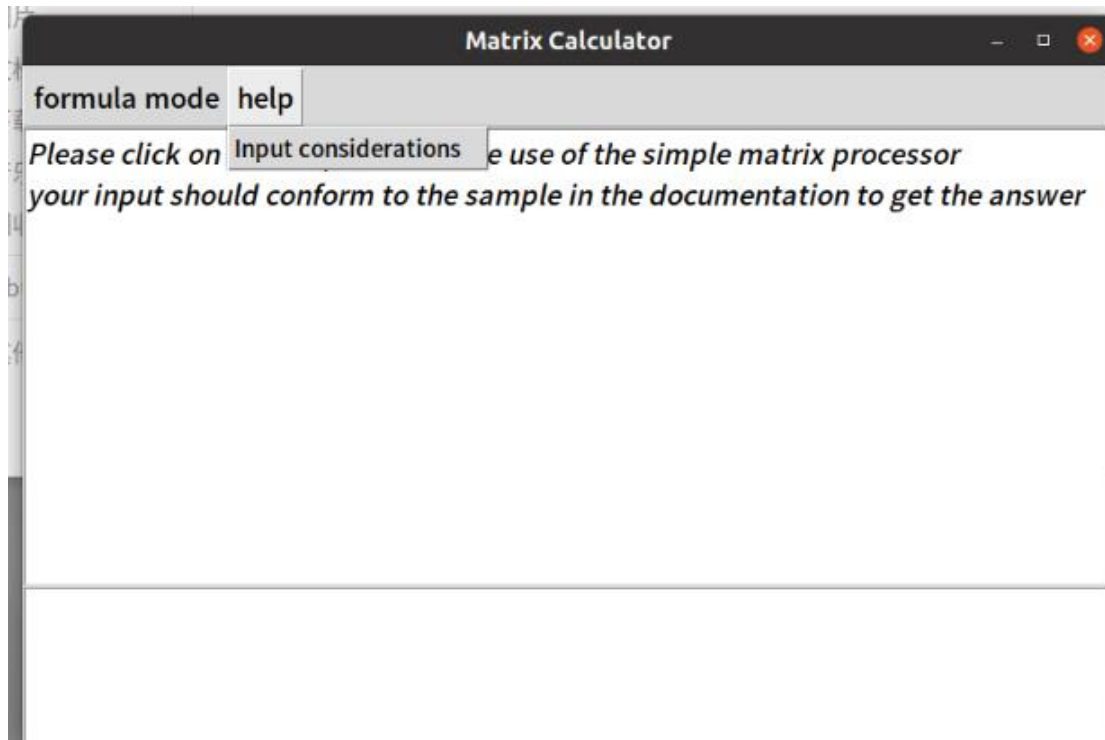 Matrix Calculator
formula mode help
Input considerations
Please click on e use of the simple matrix processor
your input should conform to the sample in the documentation to get the answer